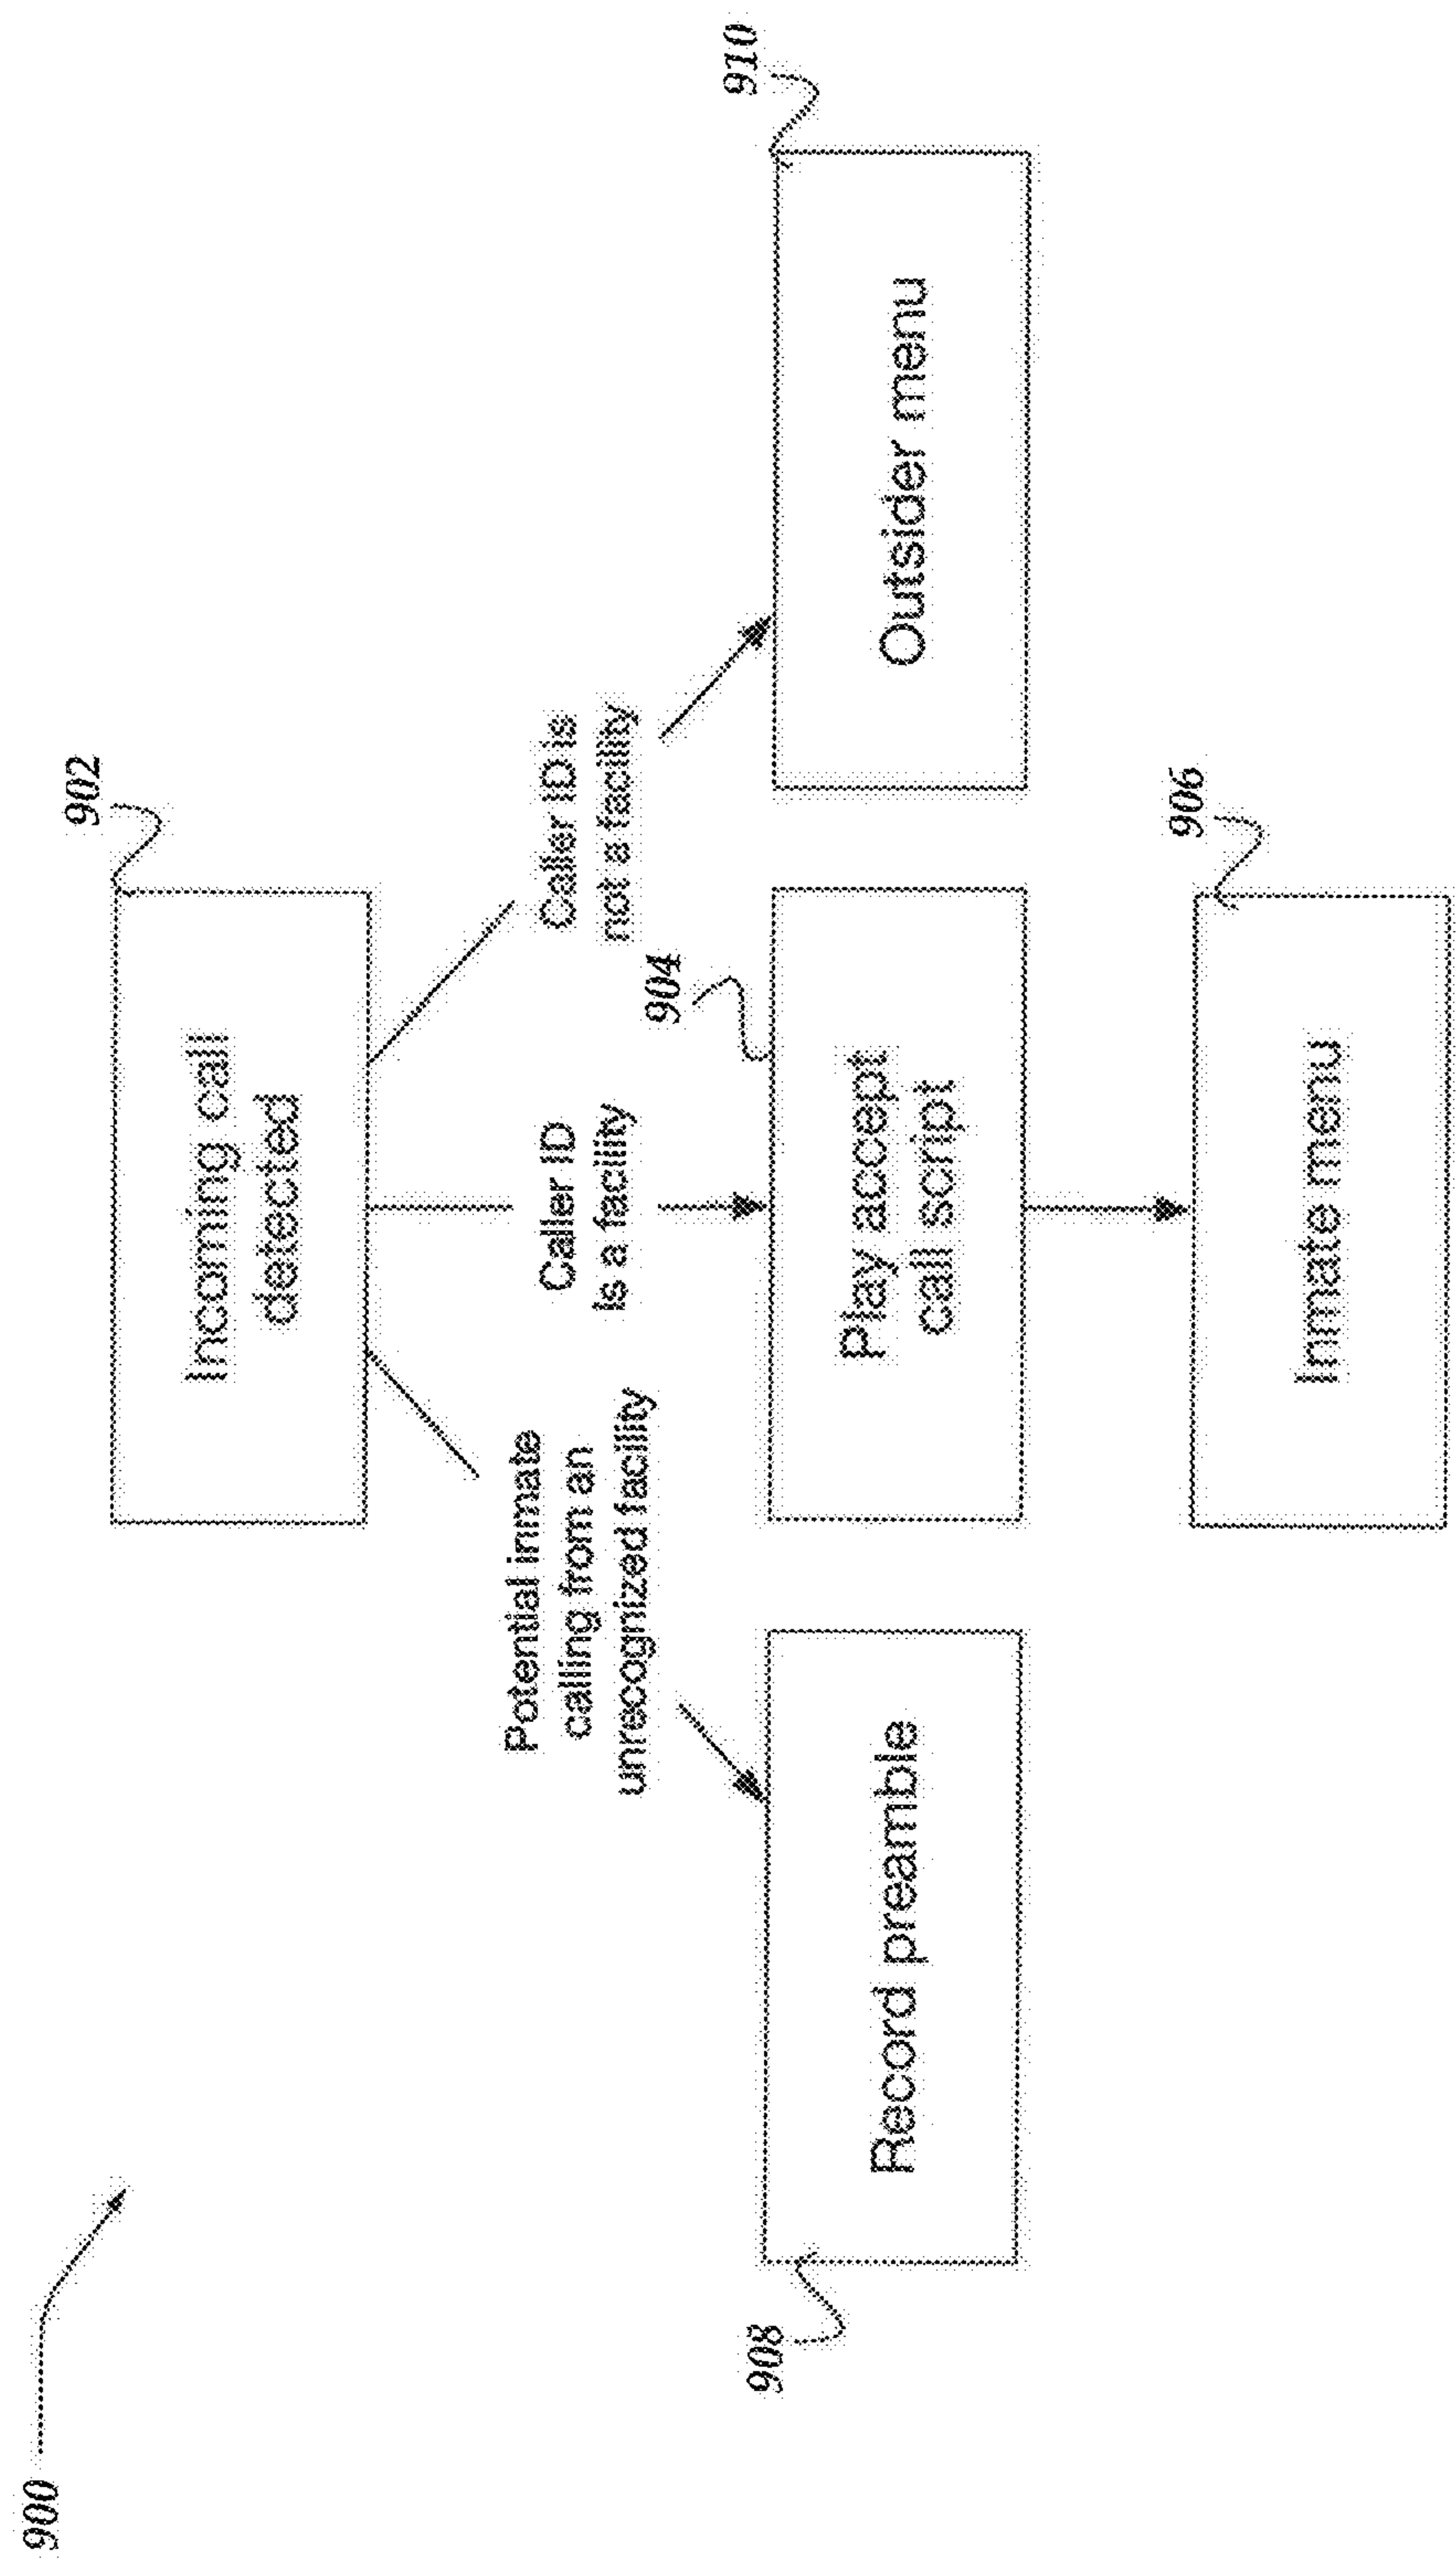 900
902
Incoming call
detected
Potential inmate
calling from an
unrecognized facility
Caller ID
is a facility
Caller ID is
not a facility
908
Record preamble
904
Play accept
call script
910
Outsider menu
906
Inmate menu